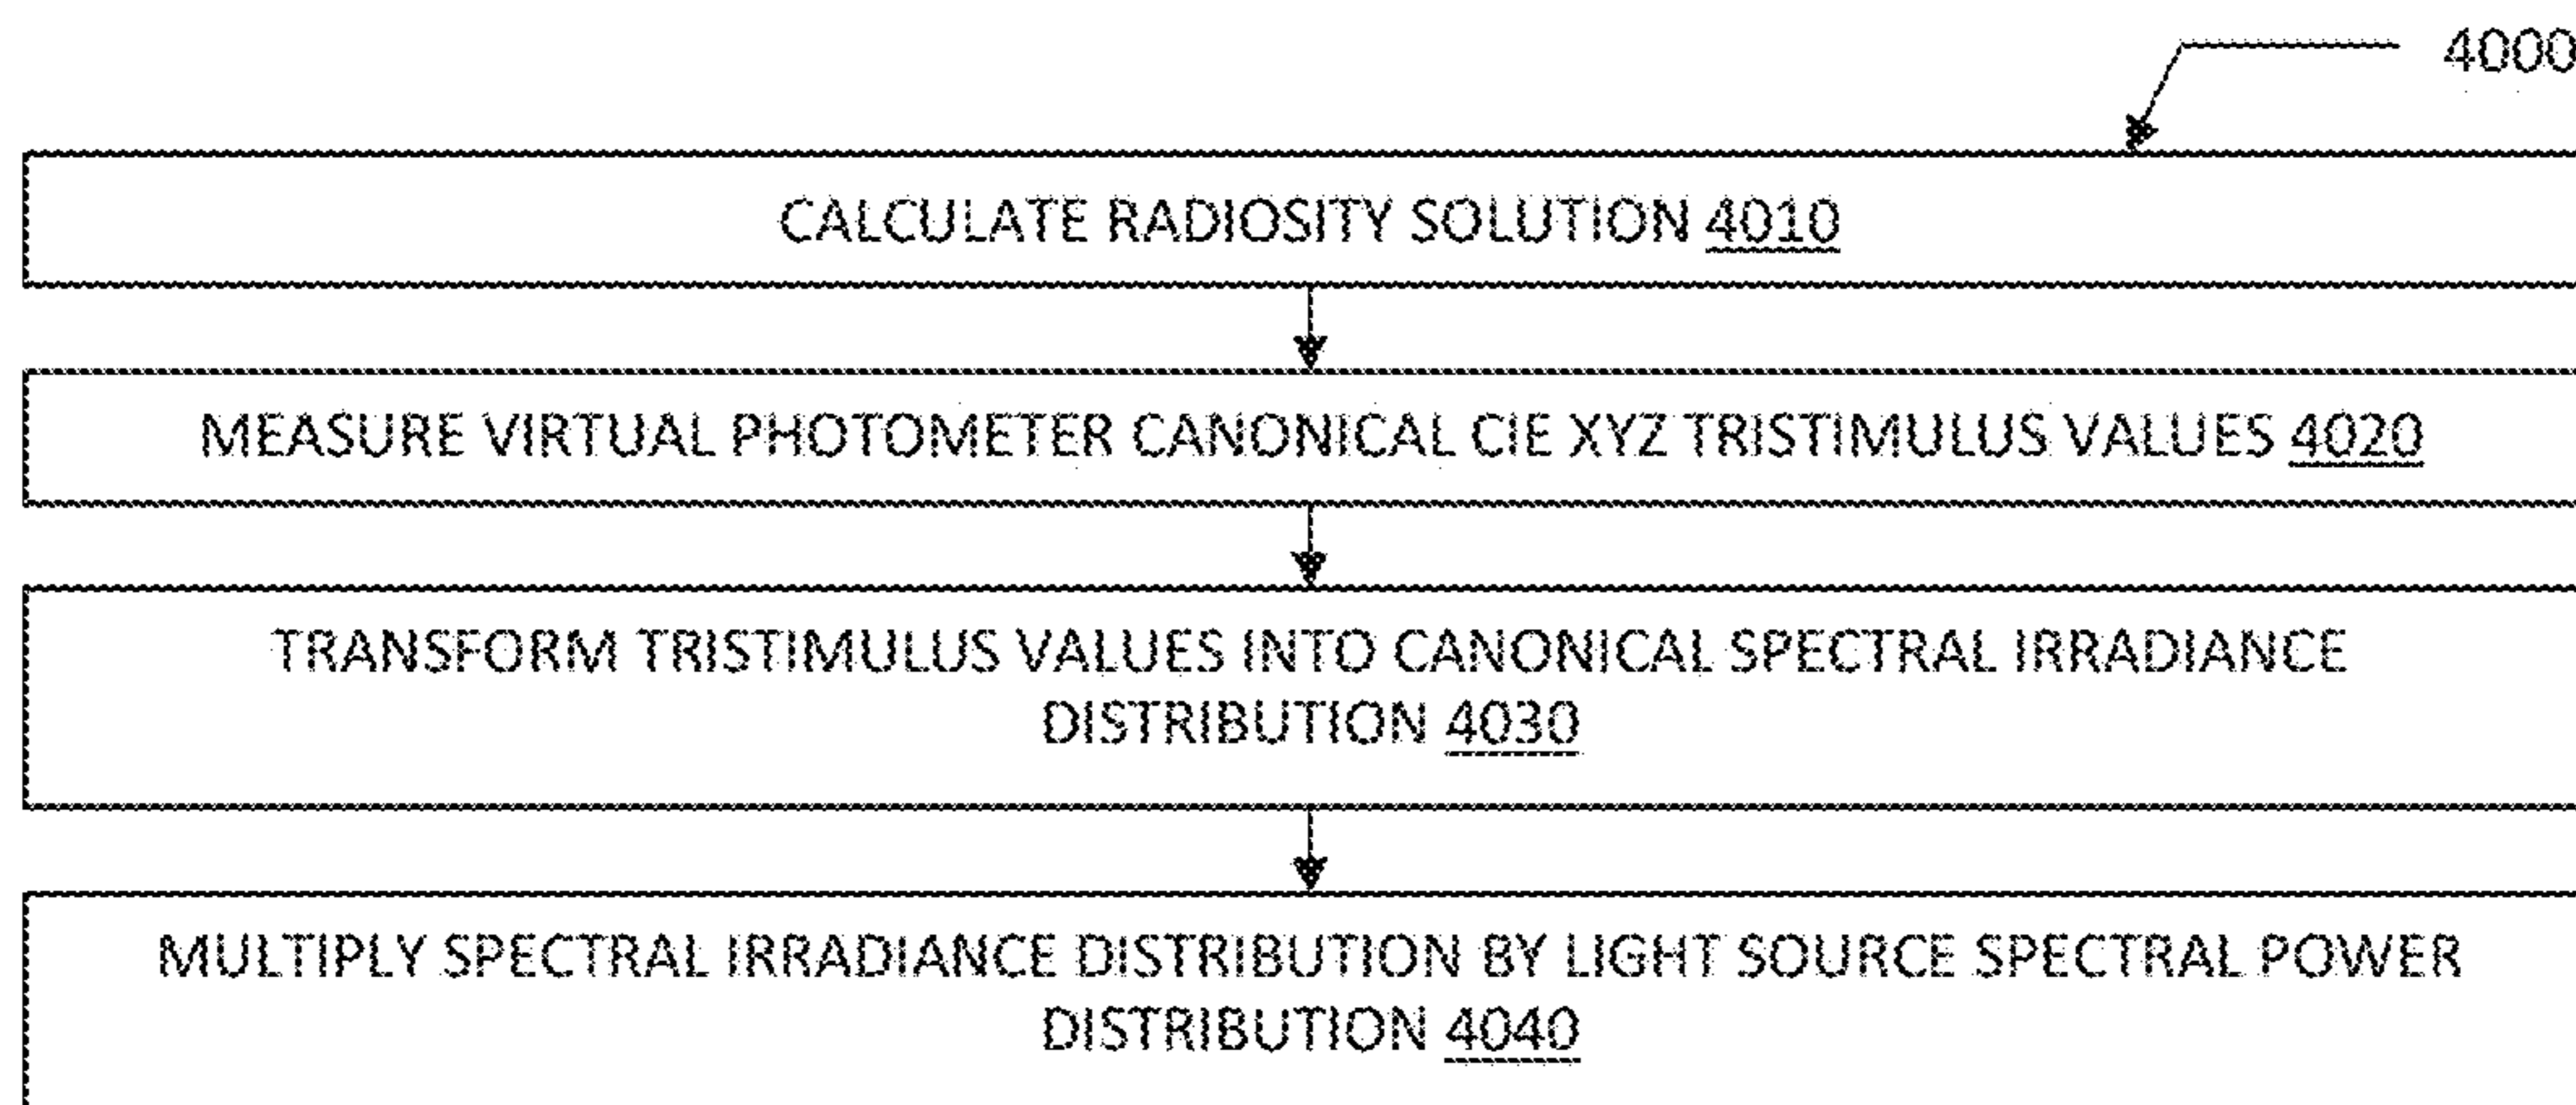 4000
CALCULATE RADIOSITY SOLUTION 4010
MEASURE VIRTUAL PHOTOMETER CANONICAL CIE XYZ TRISTIMULUS VALUES 4020
TRANSFORM TRISTIMULUS VALUES INTO CANONICAL SPECTRAL IRRADIANCE
DISTRIBUTION 4030
MULTIPLY SPECTRAL IRRADIANCE DISTRIBUTION BY LIGHT SOURCE SPECTRAL POWER
DISTRIBUTION 4040